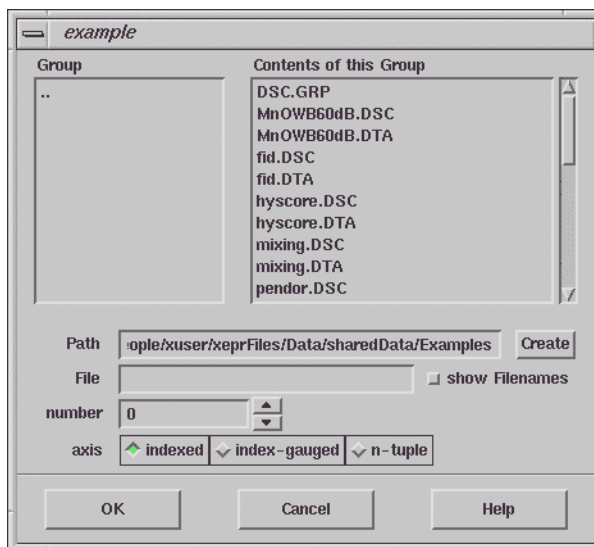 example
Group
Contents of this Group
..
DSC.GRP
MnOWB60dB.DSC
MnOWB60dB.DTA
fid.DSC
fid.DTA
hyscore.DSC
hyscore.DTA
mixing.DSC
mixing.DTA
pendor.DSC
Path ople/xuser/xeprFiles/Data/sharedData/Examples Create
File show Filenames
number 0
axis indexed index-gauged n-tuple
OK Cancel Help